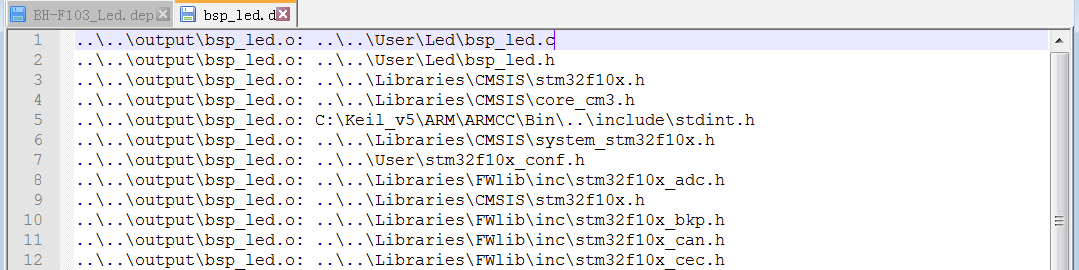 BH-F103_Led.dep bsp_led.d
1 ..\..\output\bsp_led.o: ..\..\User\Led\bsp_led.c
2 ..\..\output\bsp_led.o: ..\..\User\Led\bsp_led.h
3 ..\..\output\bsp_led.o: ..\..\Libraries\CMSIS\stm32f10x.h
4 ..\..\output\bsp_led.o: ..\..\Libraries\CMSIS\core_cm3.h
5 ..\..\output\bsp_led.o: C:\Keil_v5\ARM\ARMCC\Bin\..\include\stdint.h
6 ..\..\output\bsp_led.o: ..\..\Libraries\CMSIS\system_stm32f10x.h
7 ..\..\output\bsp_led.o: ..\..\User\stm32f10x_conf.h
8 ..\..\output\bsp_led.o: ..\..\Libraries\FWlib\inc\stm32f10x_adc.h
9 ..\..\output\bsp_led.o: ..\..\Libraries\CMSIS\stm32f10x.h
10 ..\..\output\bsp_led.o: ..\..\Libraries\FWlib\inc\stm32f10x_bkp.h
11 ..\..\output\bsp_led.o: ..\..\Libraries\FWlib\inc\stm32f10x_can.h
12 ..\..\output\bsp_led.o: ..\..\Libraries\FWlib\inc\stm32f10x_cec.h